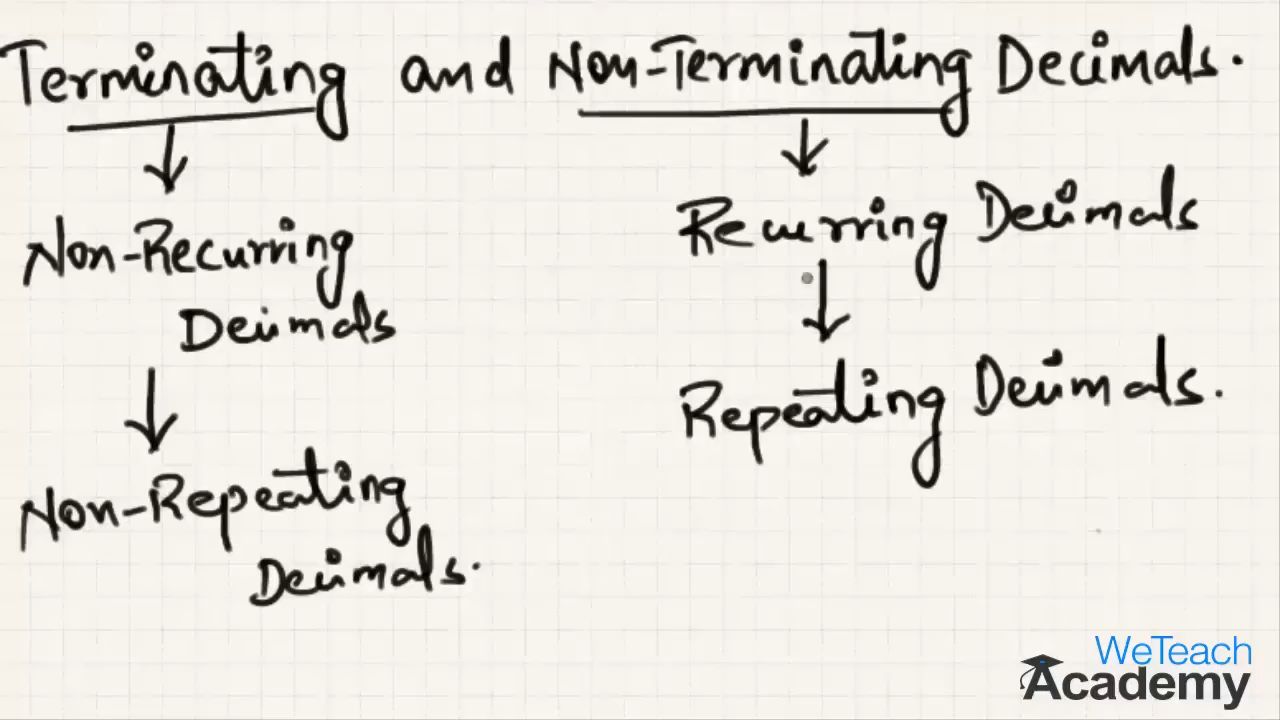 Terminating and Non-Terminating Decimals.
Non-Recurring
Decimals
Non-Repeating
Decimals.
Recurring Decimals
Repeating Decimals.
WeTeach
Academy